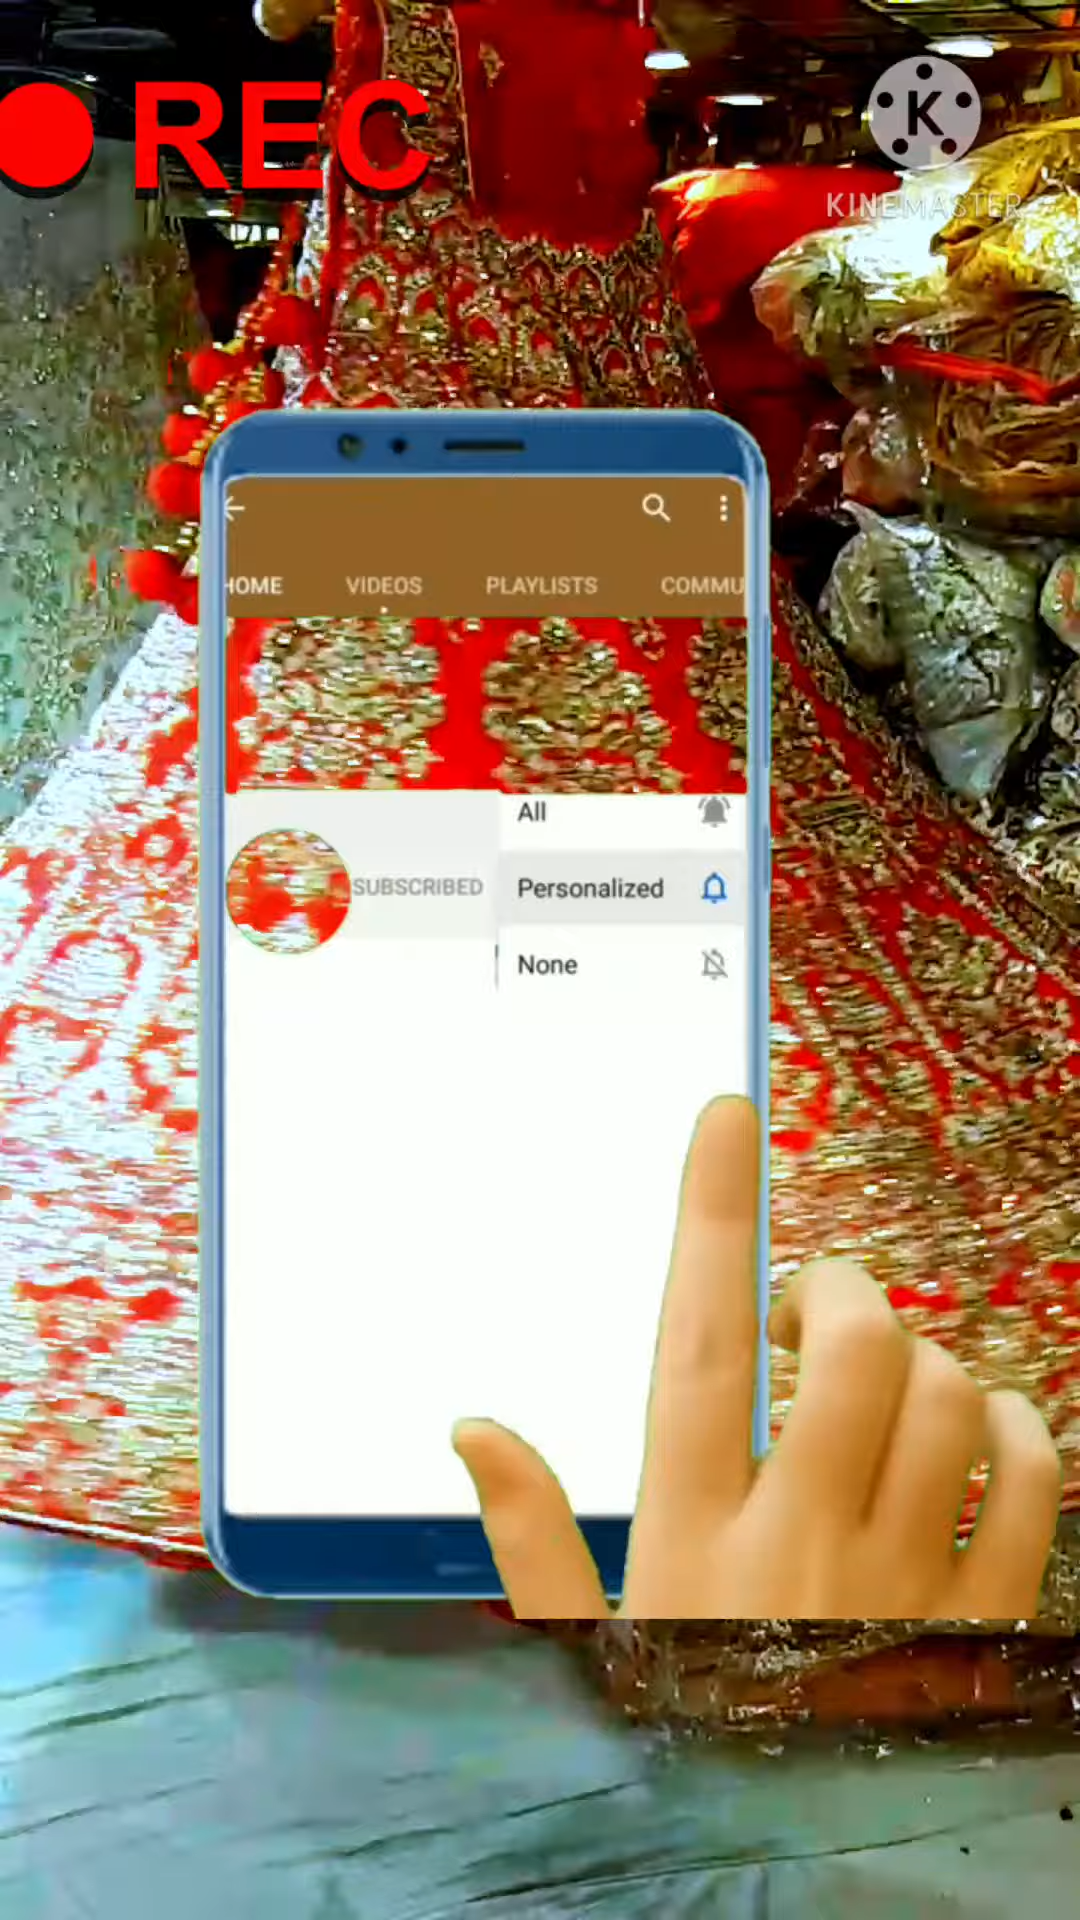 REC
K
KINEMASTER
HOME
VIDEOS
PLAYLISTS
COMMU
All
SUBSCRIBED
Personalized
None